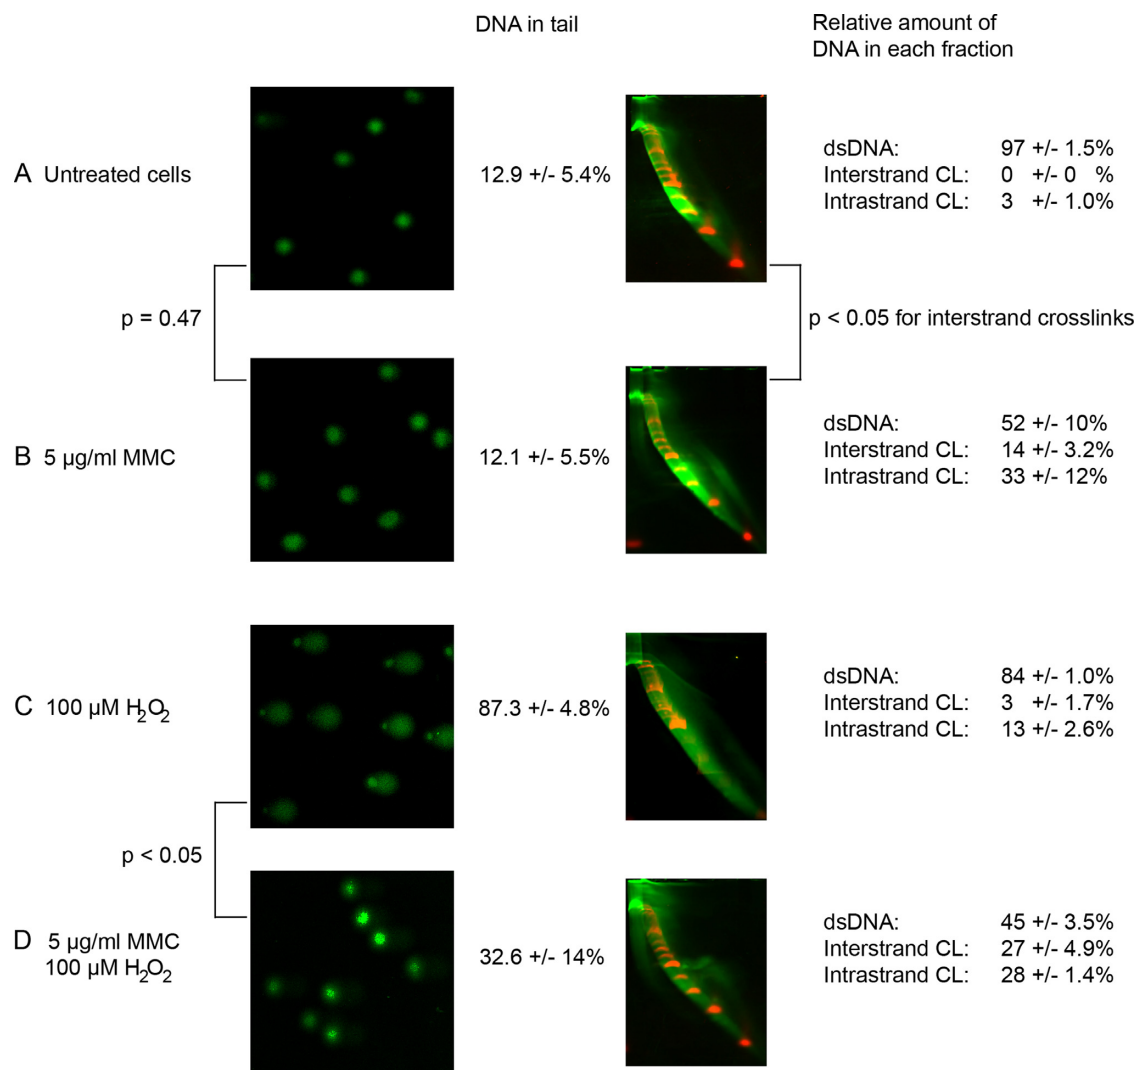 DNA in tail
Relative amount of
DNA in each fraction
A Untreated cells
12.9 +/- 5.4%
dsDNA: 97 +/- 1.5%
Interstrand CL: 0 +/- 0 %
Intrastrand CL: 3 +/- 1.0%
p = 0.47
p < 0.05 for interstrand crosslinks
B 5 µg/ml MMC
12.1 +/- 5.5%
dsDNA: 52 +/- 10%
Interstrand CL: 14 +/- 3.2%
Intrastrand CL: 33 +/- 12%
C 100 µM H₂O₂
87.3 +/- 4.8%
dsDNA: 84 +/- 1.0%
Interstrand CL: 3 +/- 1.7%
Intrastrand CL: 13 +/- 2.6%
p < 0.05
D 5 µg/ml MMC
100 µM H₂O₂
32.6 +/- 14%
dsDNA: 45 +/- 3.5%
Interstrand CL: 27 +/- 4.9%
Intrastrand CL: 28 +/- 1.4%